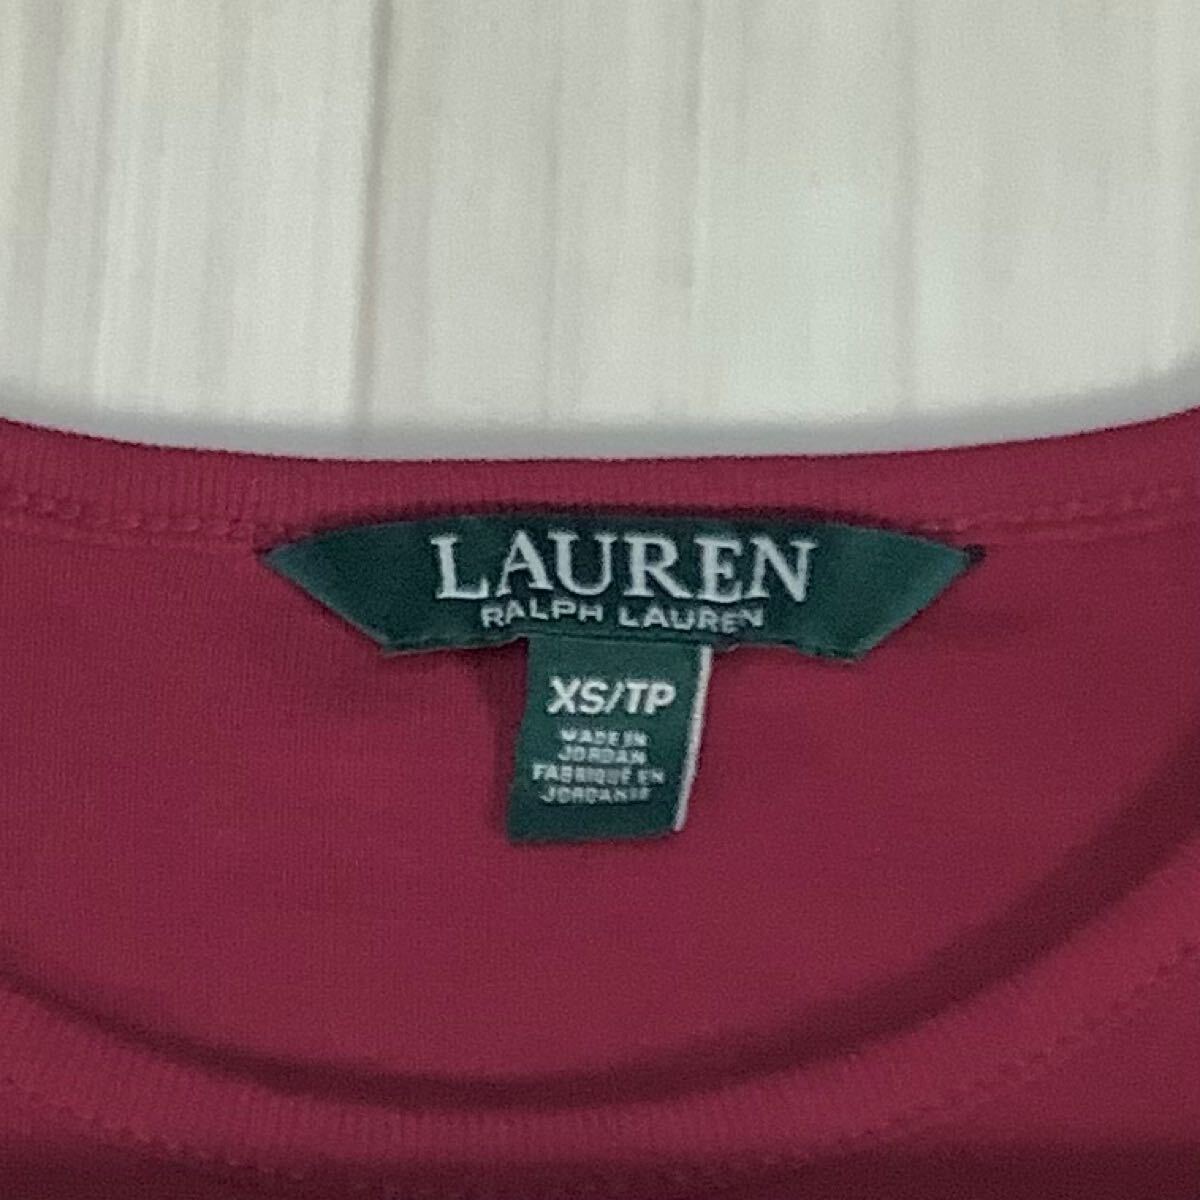 LAUREN
RALPH LAUREN
XS/TP
MADE IN
JORDAN
FABRIQUÉ EN
JORDANIE